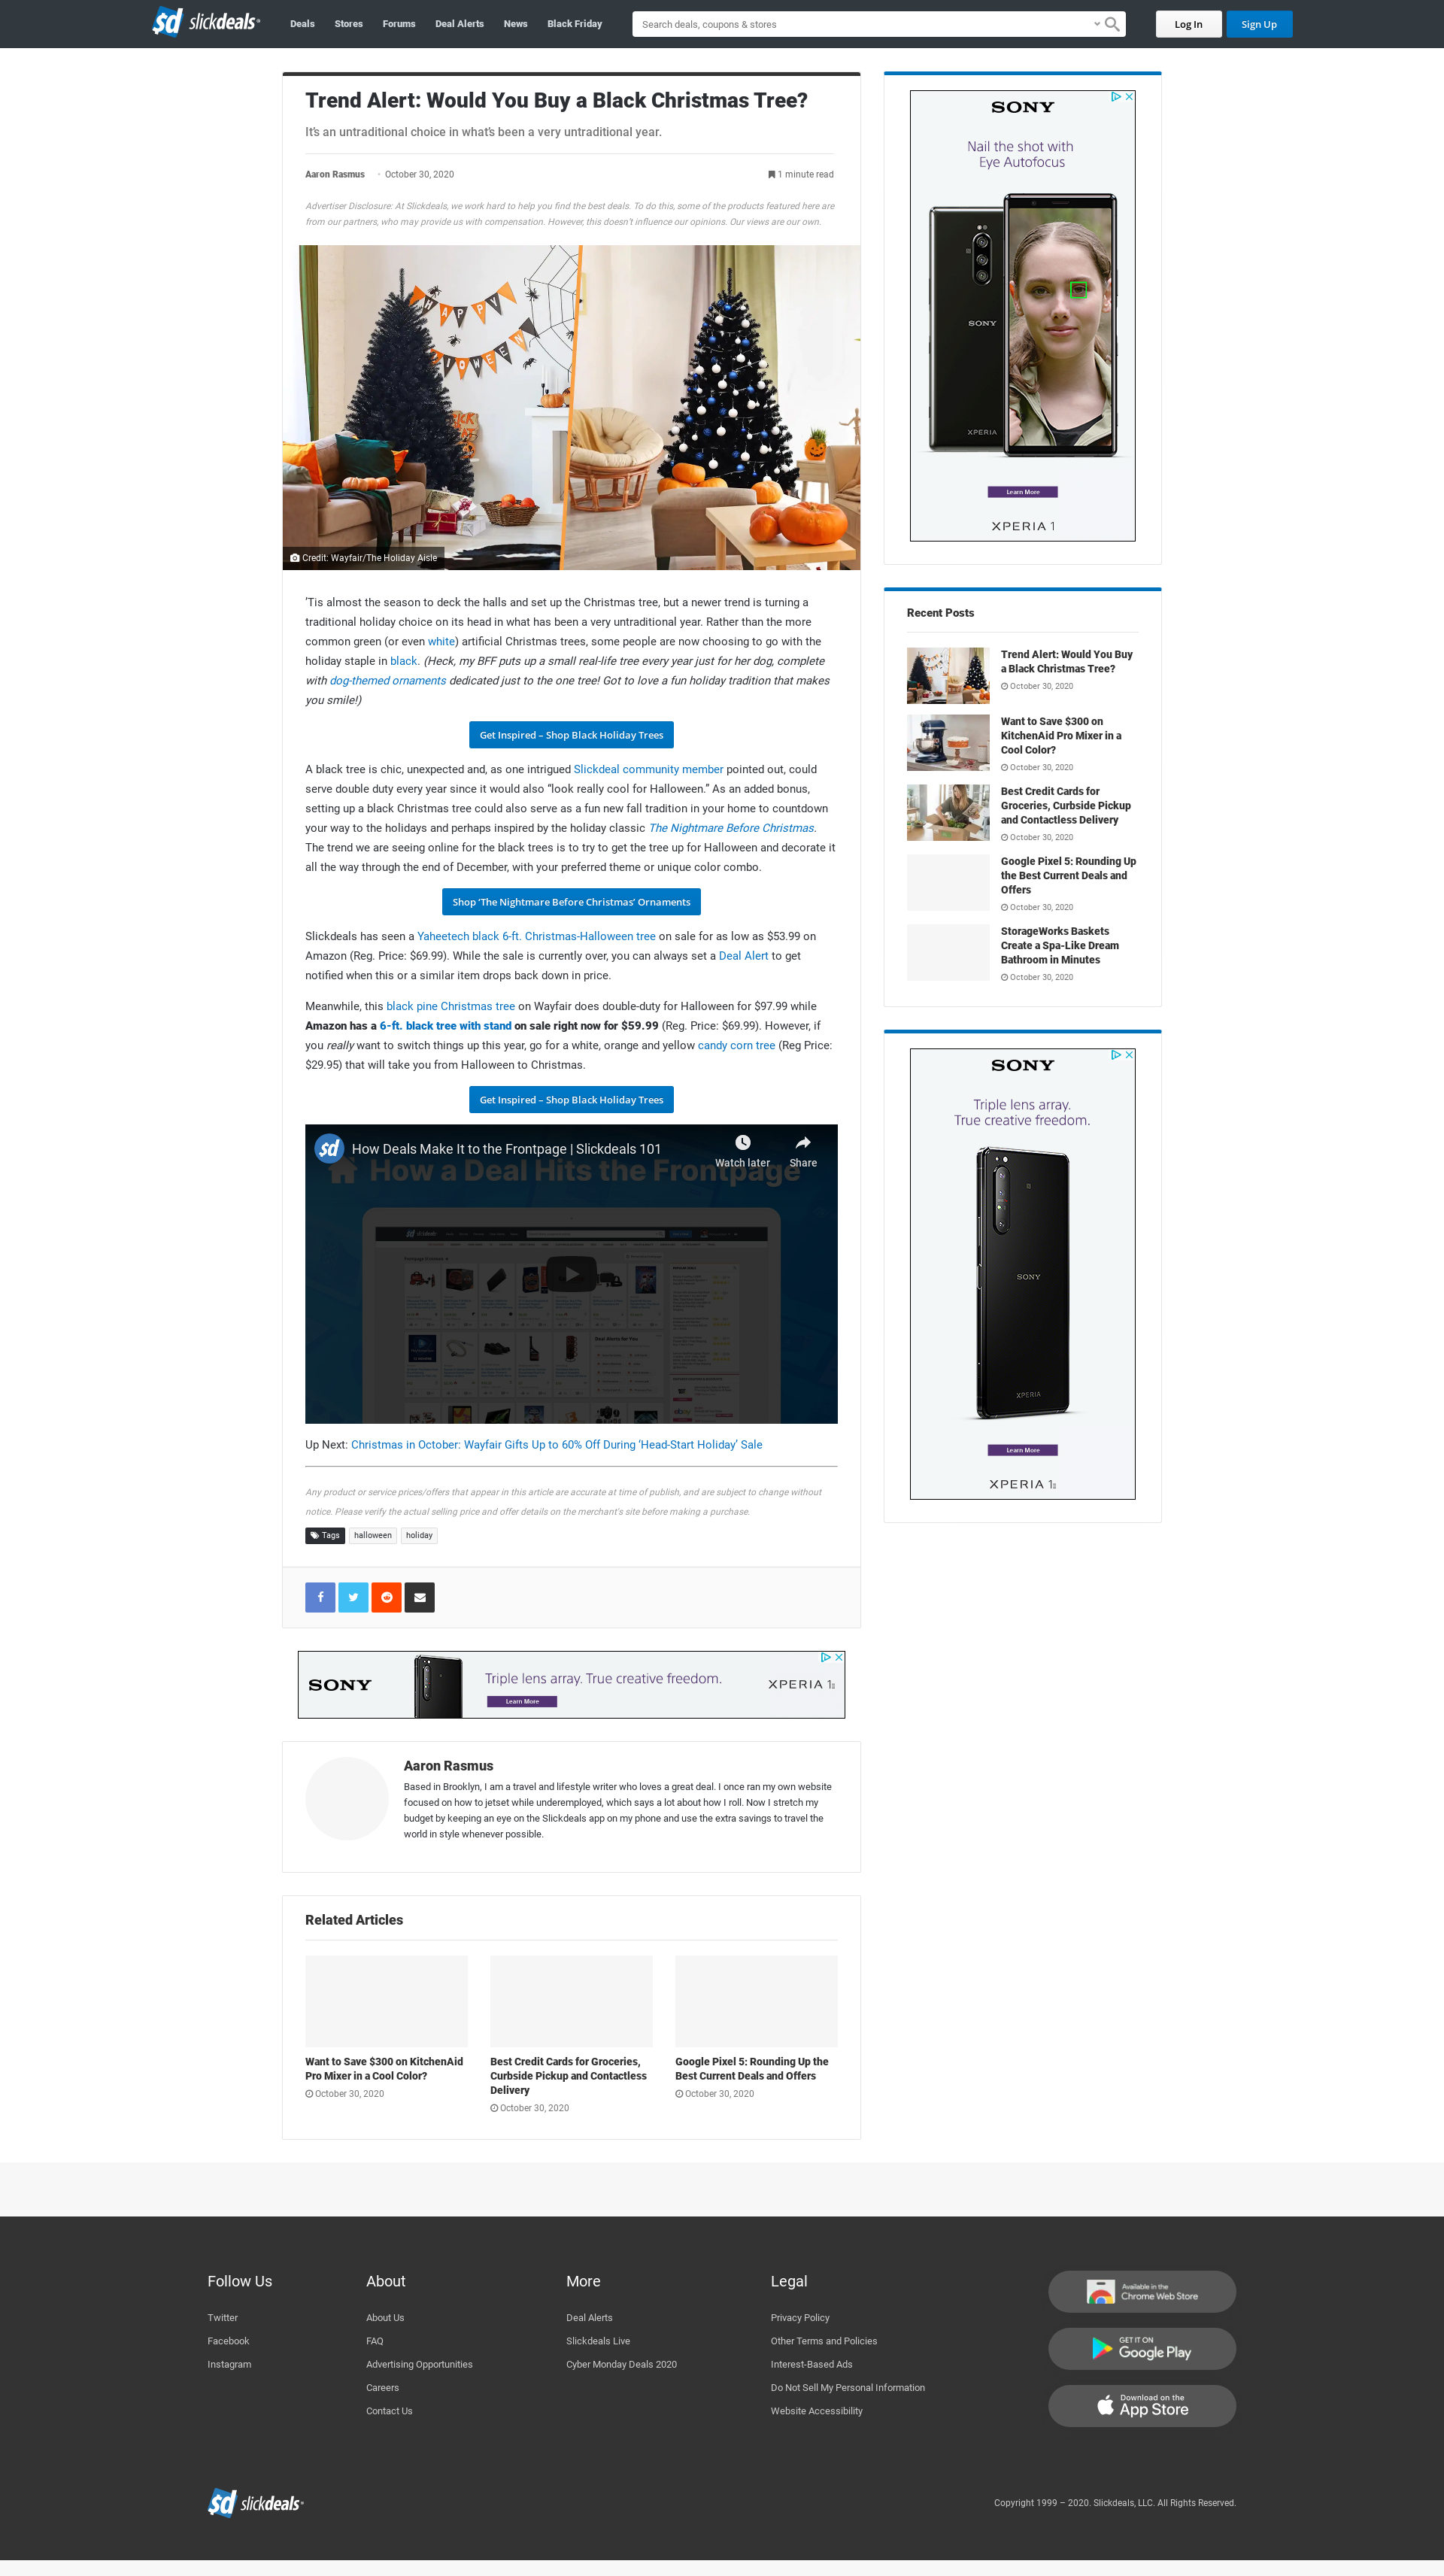 slickdeals
Deals
Stores
Forums
Deal Alerts
News
Black Friday
Search deals, coupons & stores
Log In
Sign Up
Trend Alert: Would You Buy a Black Christmas Tree?
It's an untraditional choice in what's been a very untraditional year.
Aaron Rasmus · October 30, 2020
1 minute read
Advertiser Disclosure: At Slickdeals, we work hard to help you find the best deals. To do this, some of the products featured here are
from our partners, who may provide us with compensation. However, this doesn't influence our opinions. Our views are our own.
HAPPY
Credit: Wayfair/The Holiday Aisle
'Tis almost the season to deck the halls and set up the Christmas tree, but a newer trend is turning a
traditional holiday choice on its head in what has been a very untraditional year. Rather than the more
common green (or even white) artificial Christmas trees, some people are now choosing to go with the
holiday staple in black. (Heck, my BFF puts up a small real-life tree every year just for her dog, complete
with dog-themed ornaments dedicated just to the one tree! Got to love a fun holiday tradition that makes
you smile!)
Get Inspired – Shop Black Holiday Trees
A black tree is chic, unexpected and, as one intrigued Slickdeal community member pointed out, could
serve double duty every year since it would also “look really cool for Halloween.” As an added bonus,
setting up a black Christmas tree could also serve as a fun new fall tradition in your home to countdown
your way to the holidays and perhaps inspired by the holiday classic The Nightmare Before Christmas.
The trend we are seeing online for the black trees is to try to get the tree up for Halloween and decorate it
all the way through the end of December, with your preferred theme or unique color combo.
Shop ‘The Nightmare Before Christmas’ Ornaments
Slickdeals has seen a Yaheetech black 6-ft. Christmas-Halloween tree on sale for as low as $53.99 on
Amazon (Reg. Price: $69.99). While the sale is currently over, you can always set a Deal Alert to get
notified when this or a similar item drops back down in price.
Meanwhile, this black pine Christmas tree on Wayfair does double-duty for Halloween for $97.99 while
Amazon has a 6-ft. black tree with stand on sale right now for $59.99 (Reg. Price: $69.99). However, if
you really want to switch things up this year, go for a white, orange and yellow candy corn tree (Reg Price:
$29.95) that will take you from Halloween to Christmas.
Get Inspired – Shop Black Holiday Trees
How Deals Make It to the Frontpage | Slickdeals 101
Watch later
Share
How a Deal Hits the Frontpage
Up Next: Christmas in October: Wayfair Gifts Up to 60% Off During ‘Head-Start Holiday’ Sale
Any product or service prices/offers that appear in this article are accurate at time of publish, and are subject to change without
notice. Please verify the actual selling price and offer details on the merchant's site before making a purchase.
Tags
halloween
holiday
SONY
Triple lens array. True creative freedom.
Learn More
XPERIA 1
Aaron Rasmus
Based in Brooklyn, I am a travel and lifestyle writer who loves a great deal. I once ran my own website
focused on how to jetset while underemployed, which says a lot about how I roll. Now I stretch my
budget by keeping an eye on the Slickdeals app on my phone and use the extra savings to travel the
world in style whenever possible.
Related Articles
Want to Save $300 on KitchenAid
Pro Mixer in a Cool Color?
October 30, 2020
Best Credit Cards for Groceries,
Curbside Pickup and Contactless
Delivery
October 30, 2020
Google Pixel 5: Rounding Up the
Best Current Deals and Offers
October 30, 2020
SONY
Nail the shot with
Eye Autofocus
SONY
XPERIA
Learn More
XPERIA 1
Recent Posts
Trend Alert: Would You Buy
a Black Christmas Tree?
October 30, 2020
Want to Save $300 on
KitchenAid Pro Mixer in a
Cool Color?
October 30, 2020
Best Credit Cards for
Groceries, Curbside Pickup
and Contactless Delivery
October 30, 2020
Google Pixel 5: Rounding Up
the Best Current Deals and
Offers
October 30, 2020
StorageWorks Baskets
Create a Spa-Like Dream
Bathroom in Minutes
October 30, 2020
SONY
Triple lens array.
True creative freedom.
SONY
XPERIA
Learn More
XPERIA 1
Follow Us
Twitter
Facebook
Instagram
About
About Us
FAQ
Advertising Opportunities
Careers
Contact Us
More
Deal Alerts
Slickdeals Live
Cyber Monday Deals 2020
Legal
Privacy Policy
Other Terms and Policies
Interest-Based Ads
Do Not Sell My Personal Information
Website Accessibility
Available in the
Chrome Web Store
GET IT ON
Google Play
Download on the
App Store
slickdeals
Copyright 1999 – 2020. Slickdeals, LLC. All Rights Reserved.